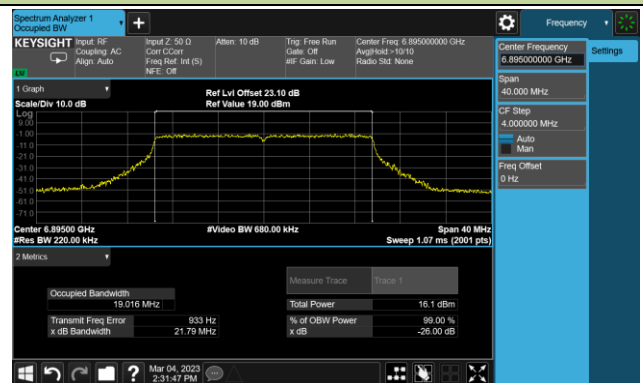 Spectrum Analyzer 1
Occupied BW
+
Frequency
KEYSIGHT
Input: RF
Coupling: AC
Align: Auto
Input Z: 50 Ω
Corr CCorr
Freq Ref: Int (S)
NFE: Off
Atten: 10 dB
Trig: Free Run
Gate: Off
#IF Gain: Low
Center Freq: 6.895000000 GHz
Avg|Hold:>10/10
Radio Std: None
Center Frequency
6.895000000 GHz
Settings
Span
40.000 MHz
CF Step
4.000000 MHz
Auto
Man
Freq Offset
0 Hz
1 Graph
Scale/Div 10.0 dB
Ref Lvl Offset 23.10 dB
Ref Value 19.00 dBm
Log
9.00
-1.00
-11.0
-21.0
-31.0
-41.0
-51.0
-61.0
-71.0
Center 6.89500 GHz
#Video BW 680.00 kHz
Span 40 MHz
#Res BW 220.00 kHz
Sweep 1.07 ms (2001 pts)
2 Metrics
Measure Trace
Trace 1
Occupied Bandwidth
19.016 MHz
Total Power
16.1 dBm
Transmit Freq Error
933 Hz
% of OBW Power
99.00 %
x dB Bandwidth
21.79 MHz
x dB
-26.00 dB
?
Mar 04, 2023
2:31:47 PM